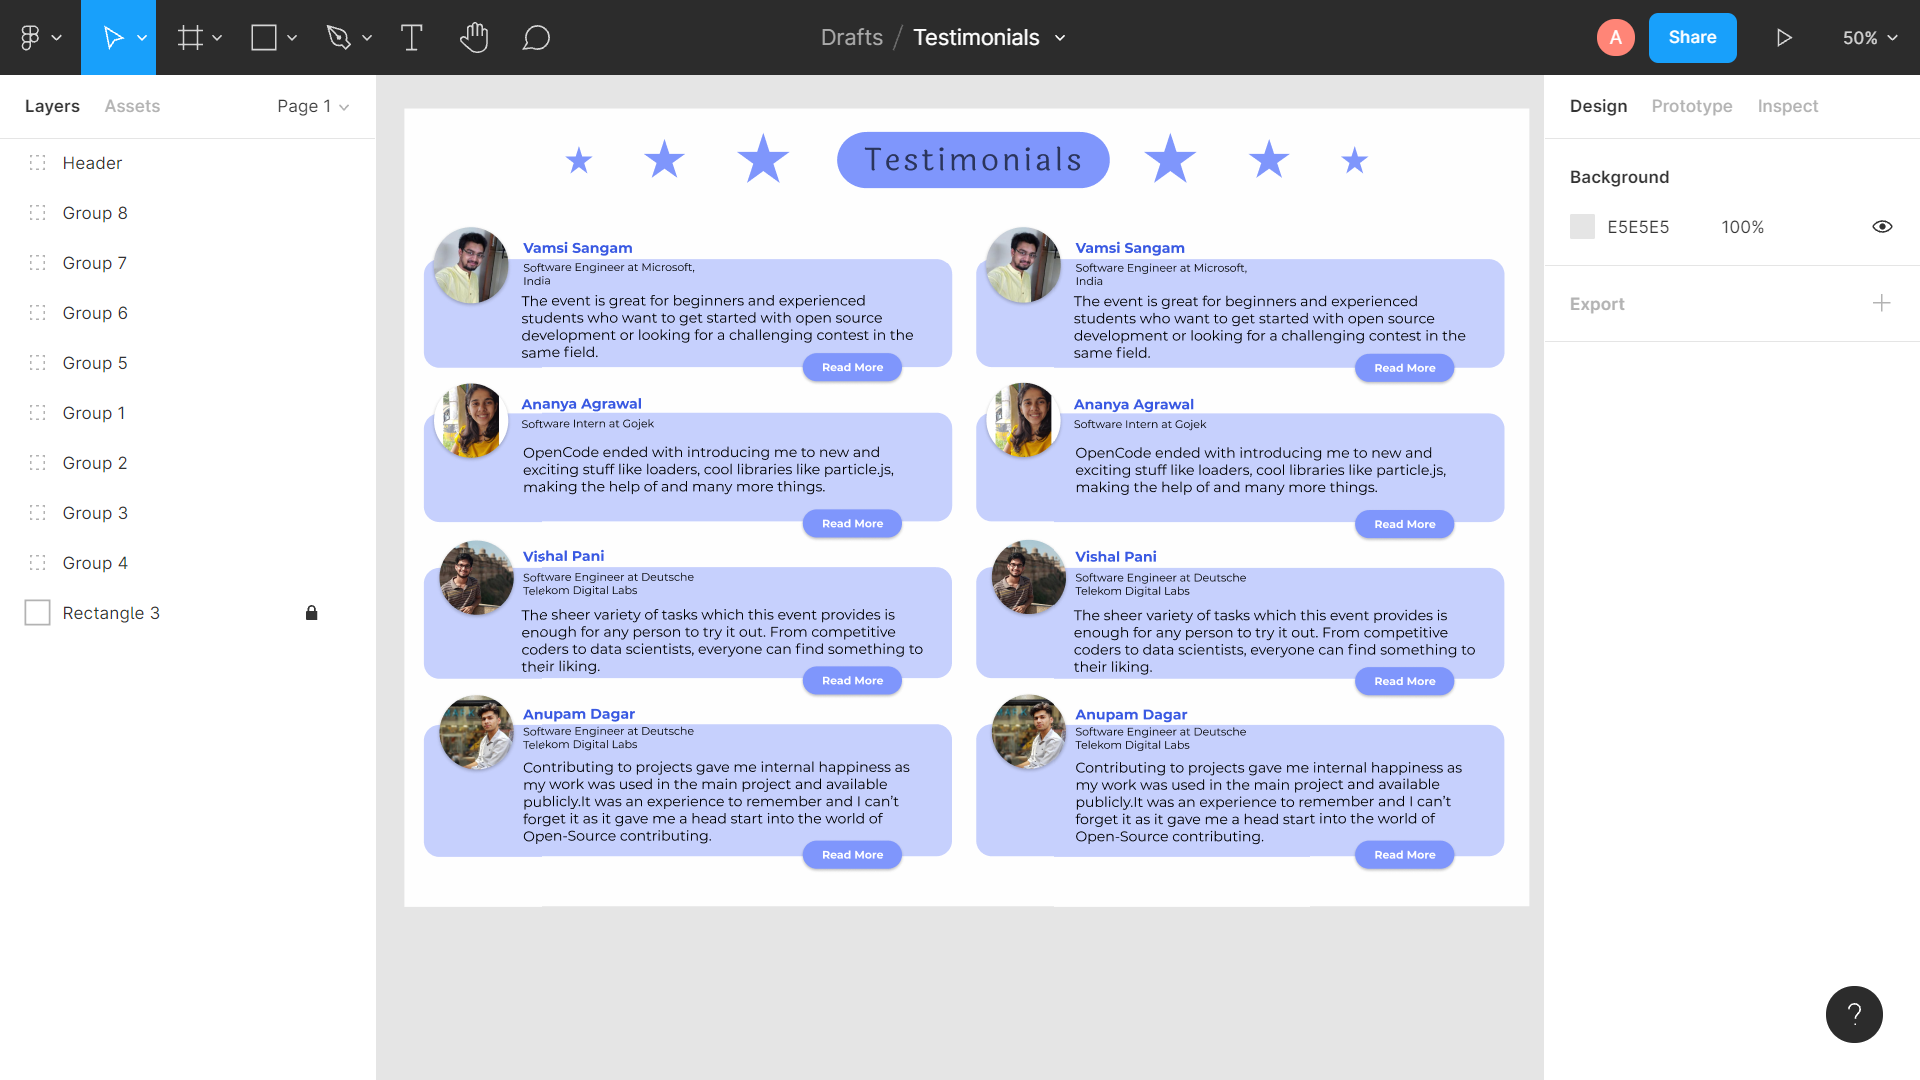 Drafts / Testimonials
A
Share
50%
Layers
Assets
Page 1
Header
Group 8
Group 7
Group 6
Group 5
Group 1
Group 2
Group 3
Group 4
Rectangle 3
Testimonials
Vamsi Sangam
Software Engineer at Microsoft,
India
The event is great for beginners and experienced
students who want to get started with open source
development or looking for a challenging contest in the
same field.
Read More
Vamsi Sangam
Software Engineer at Microsoft,
India
The event is great for beginners and experienced
students who want to get started with open source
development or looking for a challenging contest in the
same field.
Read More
Ananya Agrawal
Software Intern at Gojek
OpenCode ended with introducing me to new and
exciting stuff like loaders, cool libraries like particle.js,
making the help of and many more things.
Read More
Ananya Agrawal
Software Intern at Gojek
OpenCode ended with introducing me to new and
exciting stuff like loaders, cool libraries like particle.js,
making the help of and many more things.
Read More
Vishal Pani
Software Engineer at Deutsche
Telekom Digital Labs
The sheer variety of tasks which this event provides is
enough for any person to try it out. From competitive
coders to data scientists, everyone can find something to
their liking.
Read More
Vishal Pani
Software Engineer at Deutsche
Telekom Digital Labs
The sheer variety of tasks which this event provides is
enough for any person to try it out. From competitive
coders to data scientists, everyone can find something to
their liking.
Read More
Anupam Dagar
Software Engineer at Deutsche
Telekom Digital Labs
Contributing to projects gave me internal happiness as
my work was used in the main project and available
publicly.It was an experience to remember and I can't
forget it as it gave me a head start into the world of
Open-Source contributing.
Read More
Anupam Dagar
Software Engineer at Deutsche
Telekom Digital Labs
Contributing to projects gave me internal happiness as
my work was used in the main project and available
publicly.It was an experience to remember and I can't
forget it as it gave me a head start into the world of
Open-Source contributing.
Read More
Design
Prototype
Inspect
Background
E5E5E5
100%
Export
?